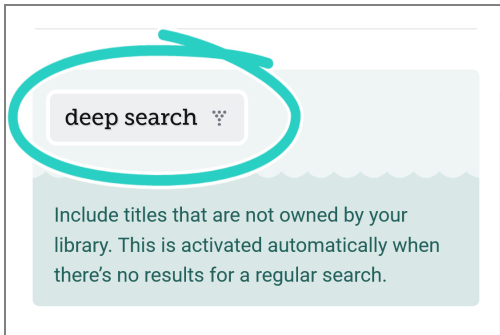 deep search
Include titles that are not owned by your
library. This is activated automatically when
there's no results for a regular search.